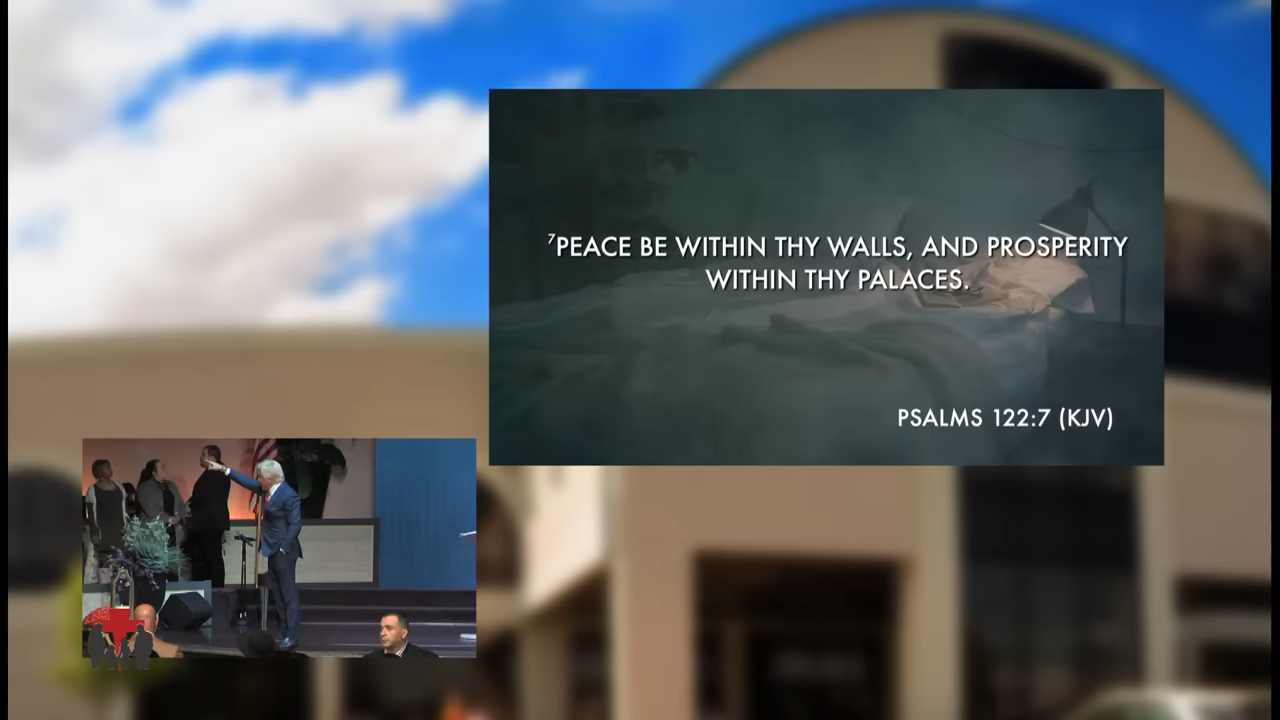 ⁷PEACE BE WITHIN THY WALLS, AND PROSPERITY
WITHIN THY PALACES.
PSALMS 122:7 (KJV)